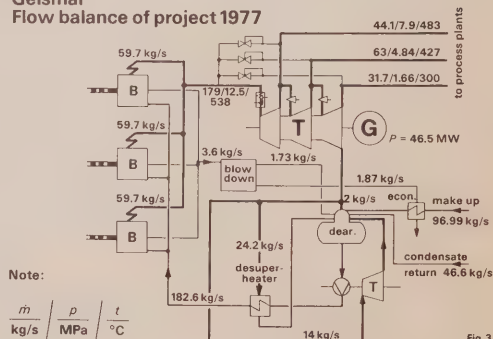 Geismar
Flow balance of project 1977
44.1/7.9/483
63/4.84/427
31.7/1.66/300
to process plants
59.7 kg/s
B
179/12.5/
538
T
G
P = 46.5 MW
59.7 kg/s
B
3.6 kg/s
1.73 kg/s
blow
down
1.87 kg/s
econ.
make up
96.99 kg/s
59.7 kg/s
B
2 kg/s
dear.
24.2 kg/s
desuper-
heater
condensate
return 46.6 kg/s
T
182.6 kg/s
14 kg/s
Note:
ṁ / p / t
kg/s / MPa / °C
Fig. 3